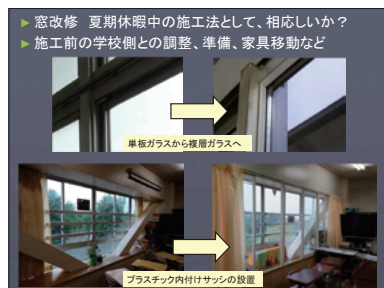 ▶ 窓改修 夏期休暇中の施工法として、相応しいか？
▶ 施工前の学校側との調整、準備、家具移動など
単板ガラスから複層ガラスへ
プラスチック内付けサッシの設置